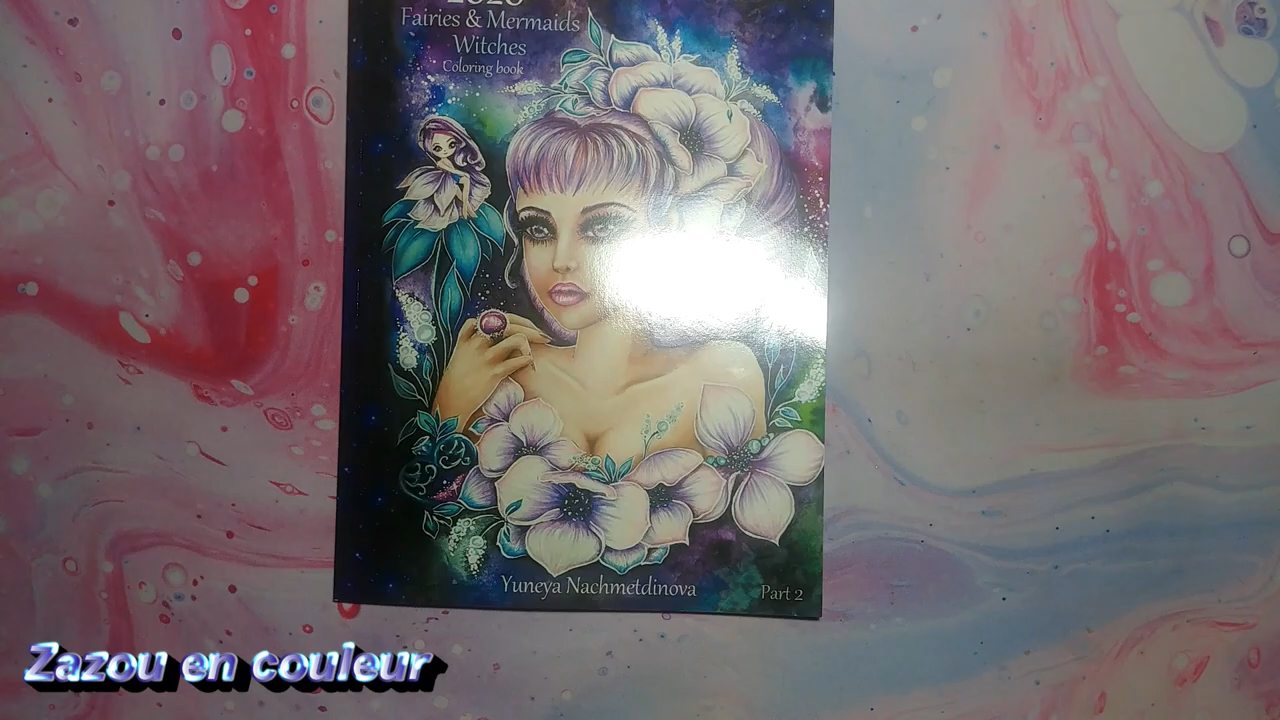 Fairies & Mermaids
Witches
Coloring book
Yuneya Nachmetdinova
Part 2
Zazou en couleur